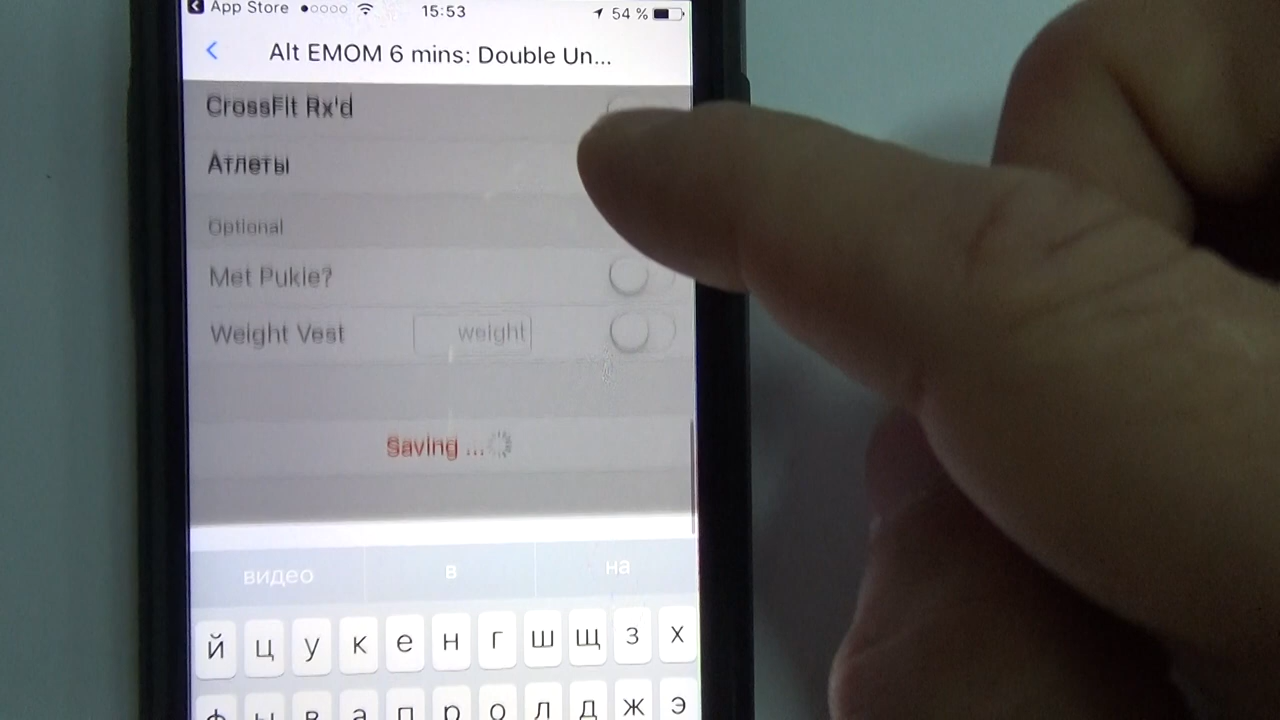 App Store 15:53 54 %
Alt EMOM 6 mins: Double Un...
CrossFit Rx'd
Атлеты
Optional
Met Pukie?
Weight Vest weight
Saving ...
видео в на
й ц у к е н г ш щ з х
ф ы в а п р о л д ж э